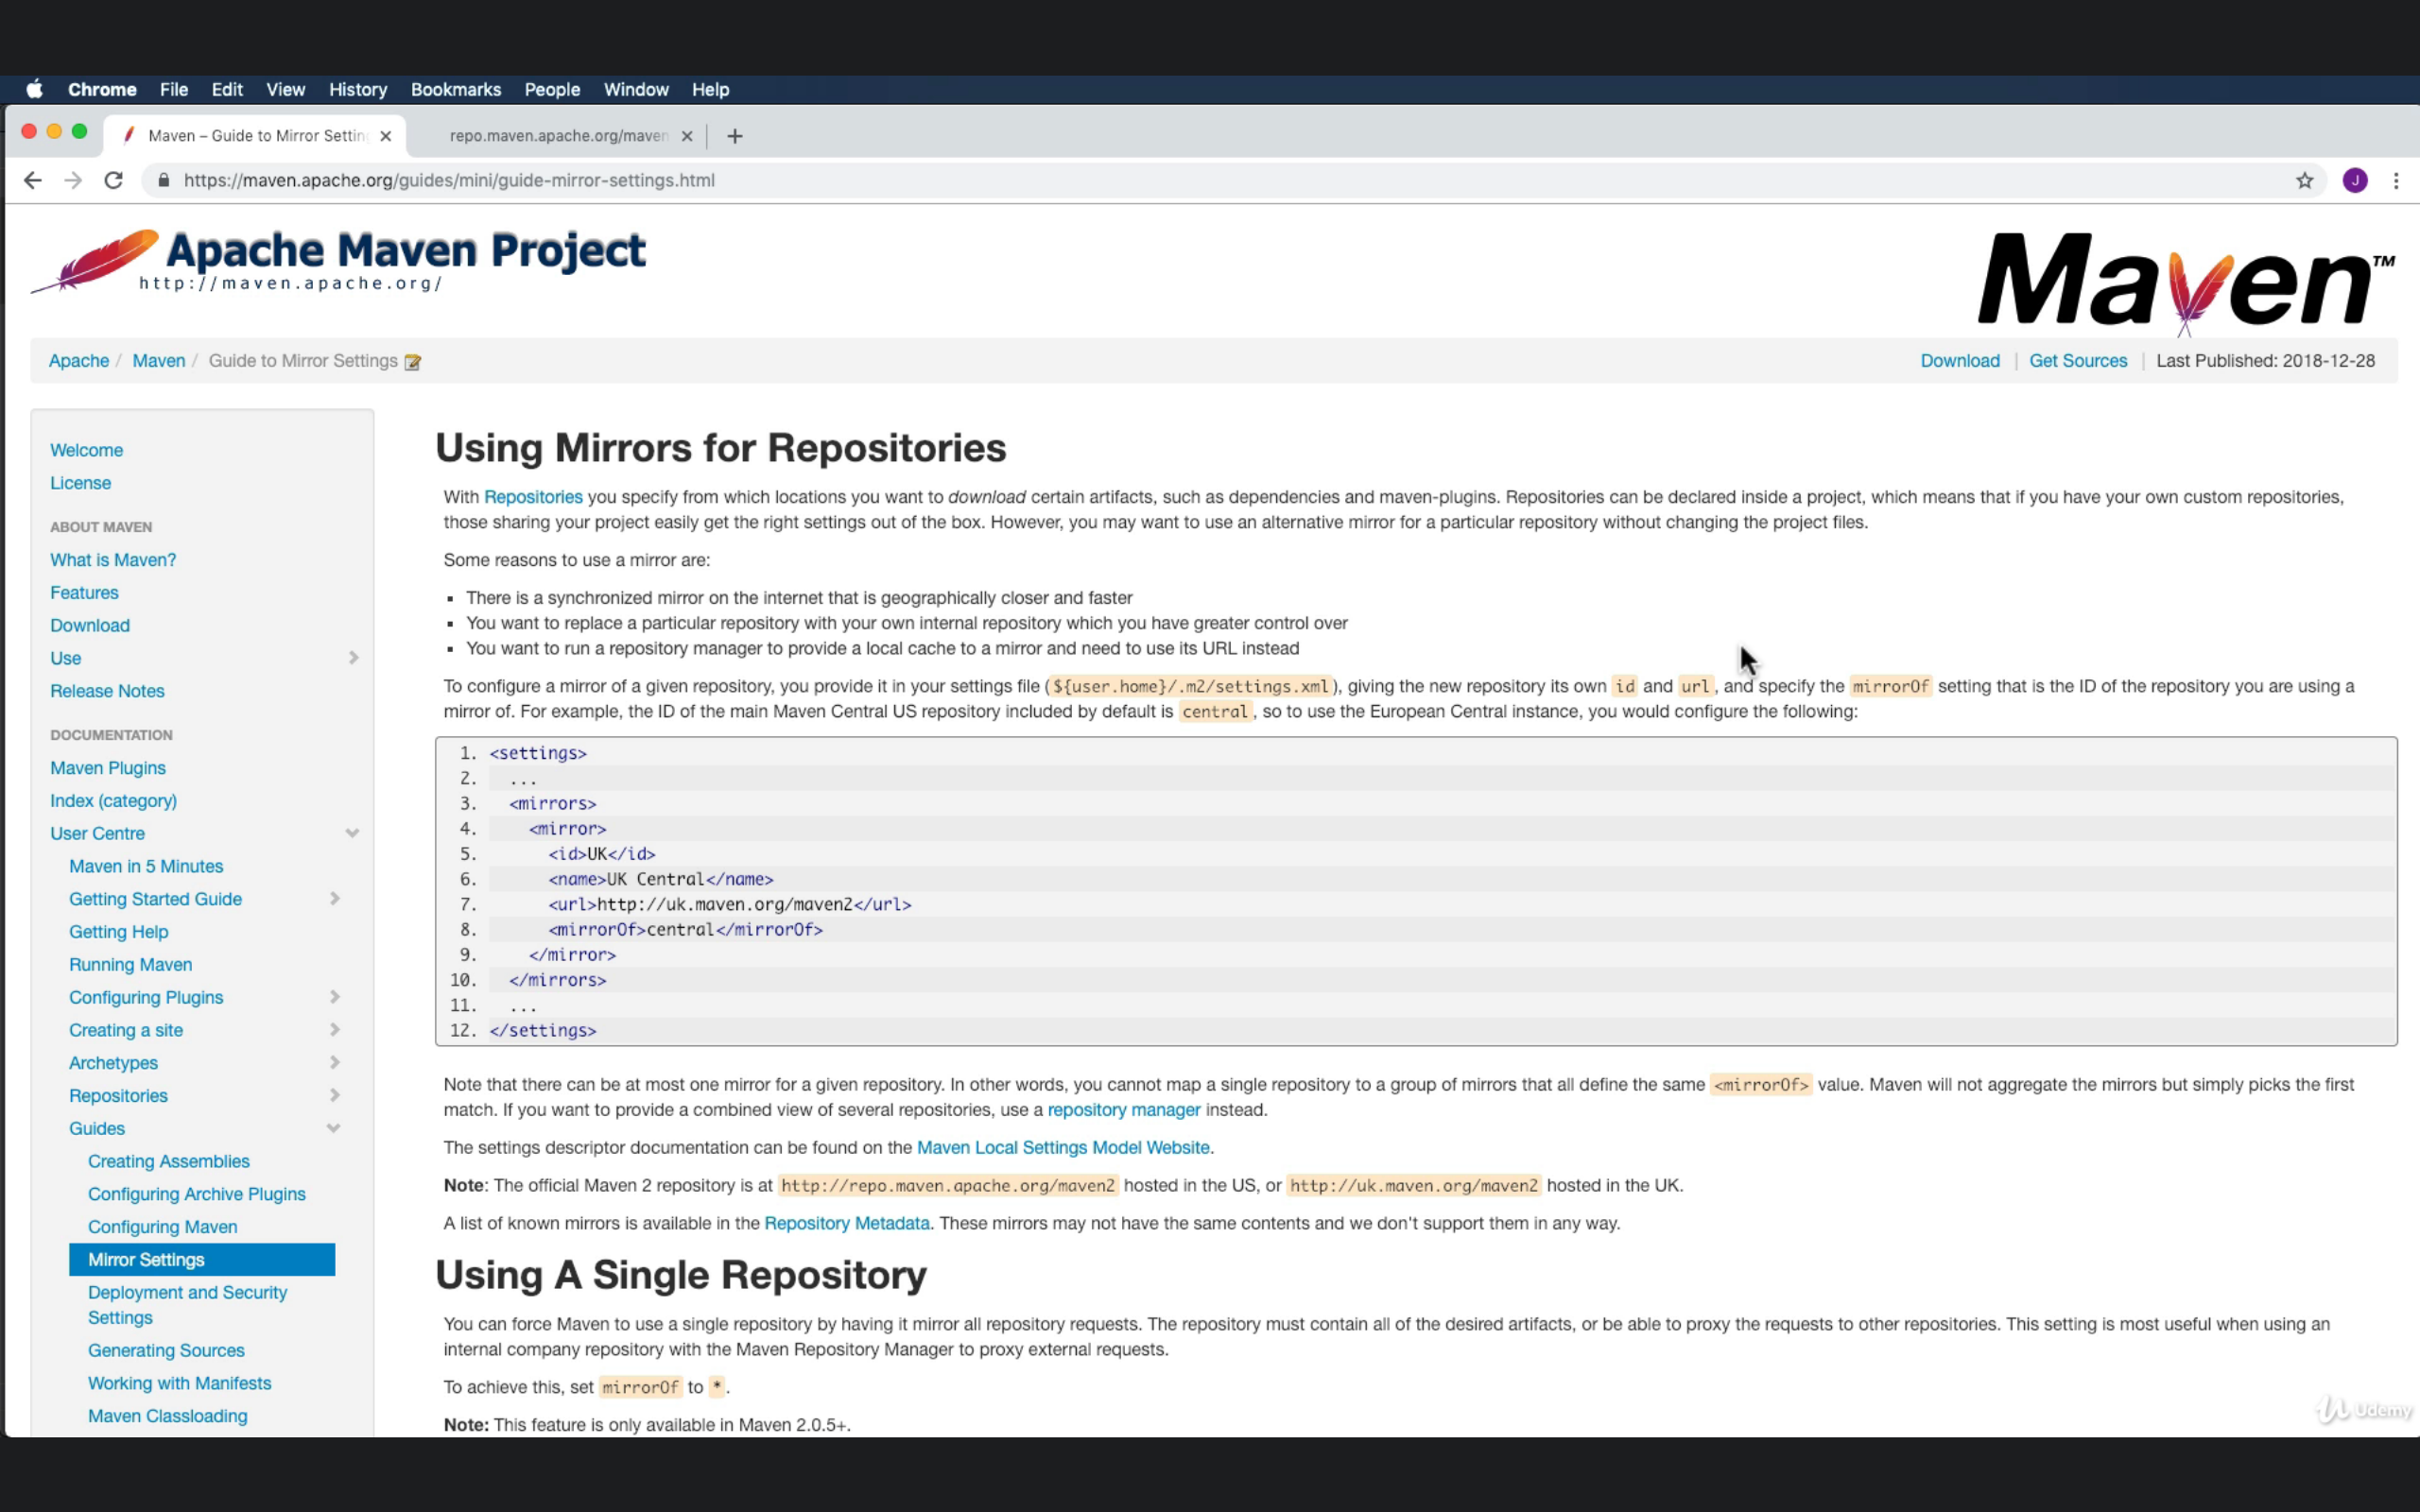 Chrome File Edit View History Bookmarks People Window Help
Maven – Guide to Mirror Settin
repo.maven.apache.org/maven
https://maven.apache.org/guides/mini/guide-mirror-settings.html
J
Apache Maven Project
http://maven.apache.org/
Maven™
Apache / Maven / Guide to Mirror Settings
Download | Get Sources | Last Published: 2018-12-28
Welcome
License
ABOUT MAVEN
What is Maven?
Features
Download
Use
Release Notes
DOCUMENTATION
Maven Plugins
Index (category)
User Centre
Maven in 5 Minutes
Getting Started Guide
Getting Help
Running Maven
Configuring Plugins
Creating a site
Archetypes
Repositories
Guides
Creating Assemblies
Configuring Archive Plugins
Configuring Maven
Mirror Settings
Deployment and Security
Settings
Generating Sources
Working with Manifests
Maven Classloading
Using Mirrors for Repositories
With Repositories you specify from which locations you want to download certain artifacts, such as dependencies and maven-plugins. Repositories can be declared inside a project, which means that if you have your own custom repositories,
those sharing your project easily get the right settings out of the box. However, you may want to use an alternative mirror for a particular repository without changing the project files.
Some reasons to use a mirror are:
▪ There is a synchronized mirror on the internet that is geographically closer and faster
▪ You want to replace a particular repository with your own internal repository which you have greater control over
▪ You want to run a repository manager to provide a local cache to a mirror and need to use its URL instead
To configure a mirror of a given repository, you provide it in your settings file (${user.home}/.m2/settings.xml), giving the new repository its own id and url, and specify the mirrorOf setting that is the ID of the repository you are using a
mirror of. For example, the ID of the main Maven Central US repository included by default is central, so to use the European Central instance, you would configure the following:
1. <settings>
2. ...
3. <mirrors>
4. <mirror>
5. <id>UK</id>
6. <name>UK Central</name>
7. <url>http://uk.maven.org/maven2</url>
8. <mirrorOf>central</mirrorOf>
9. </mirror>
10. </mirrors>
11. ...
12. </settings>
Note that there can be at most one mirror for a given repository. In other words, you cannot map a single repository to a group of mirrors that all define the same <mirrorOf> value. Maven will not aggregate the mirrors but simply picks the first
match. If you want to provide a combined view of several repositories, use a repository manager instead.
The settings descriptor documentation can be found on the Maven Local Settings Model Website.
Note: The official Maven 2 repository is at http://repo.maven.apache.org/maven2 hosted in the US, or http://uk.maven.org/maven2 hosted in the UK.
A list of known mirrors is available in the Repository Metadata. These mirrors may not have the same contents and we don't support them in any way.
Using A Single Repository
You can force Maven to use a single repository by having it mirror all repository requests. The repository must contain all of the desired artifacts, or be able to proxy the requests to other repositories. This setting is most useful when using an
internal company repository with the Maven Repository Manager to proxy external requests.
To achieve this, set mirrorOf to *.
Note: This feature is only available in Maven 2.0.5+.
Udemy